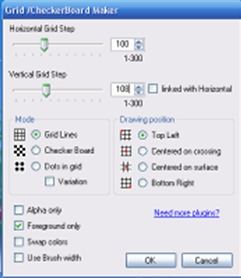 Grid /CheckerBoard Maker
Horizontal Grid Step
100
1-300
Vertical Grid Step
108 linked with Horizontal
1-300
Mode
Drawing position
Grid Lines
Top Left
Checker Board
Centered on crossing
Dots in grid
Centered on surface
Variation
Bottom Right
Alpha only
Need more plugins?
Foreground only
Swap colors
Use Brush width
OK
Cancel